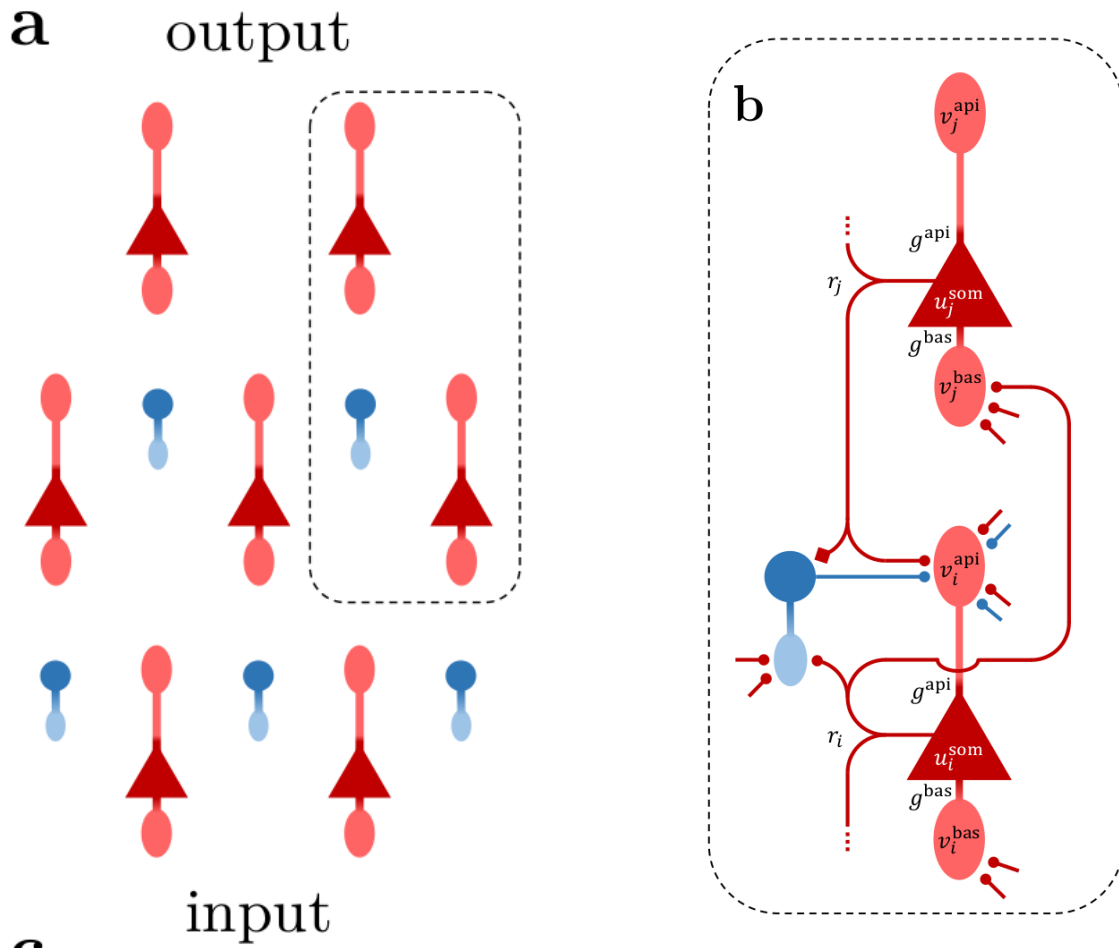 a
output
input
b
v_j^api
g^api
r_j
u_j^som
g^bas
v_j^bas
v_i^api
g^api
r_i
u_i^som
g^bas
v_i^bas